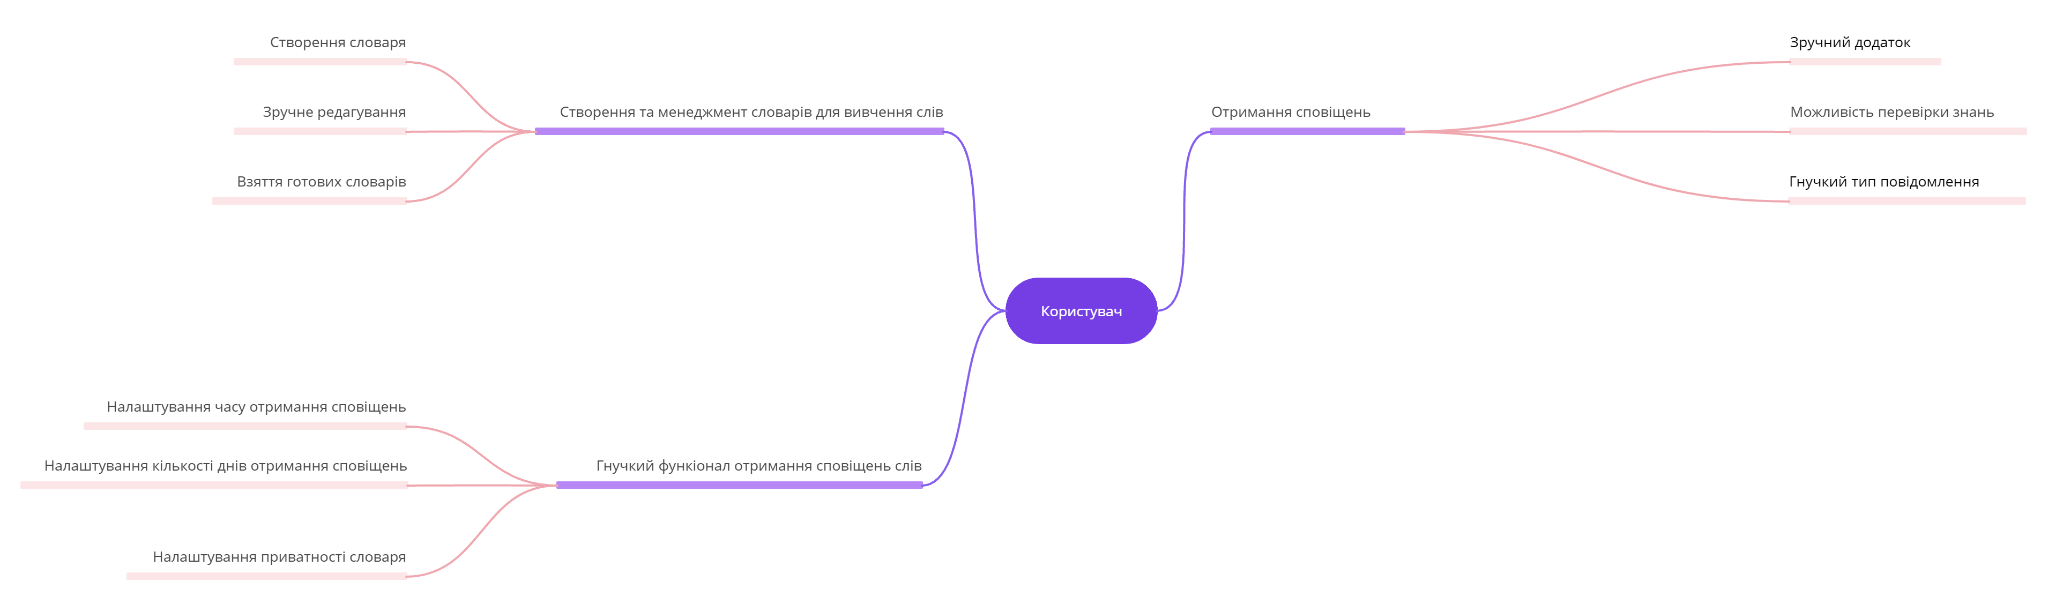 Створення словаря
Зручне редагування
Взяття готових словарів
Створення та менеджмент словарів для вивчення слів
Отримання сповіщень
Зручний додаток
Можливість перевірки знань
Гнучкий тип повідомлення
Користувач
Налаштування часу отримання сповіщень
Налаштування кількості днів отримання сповіщень
Налаштування приватності словаря
Гнучкий функіонал отримання сповіщень слів